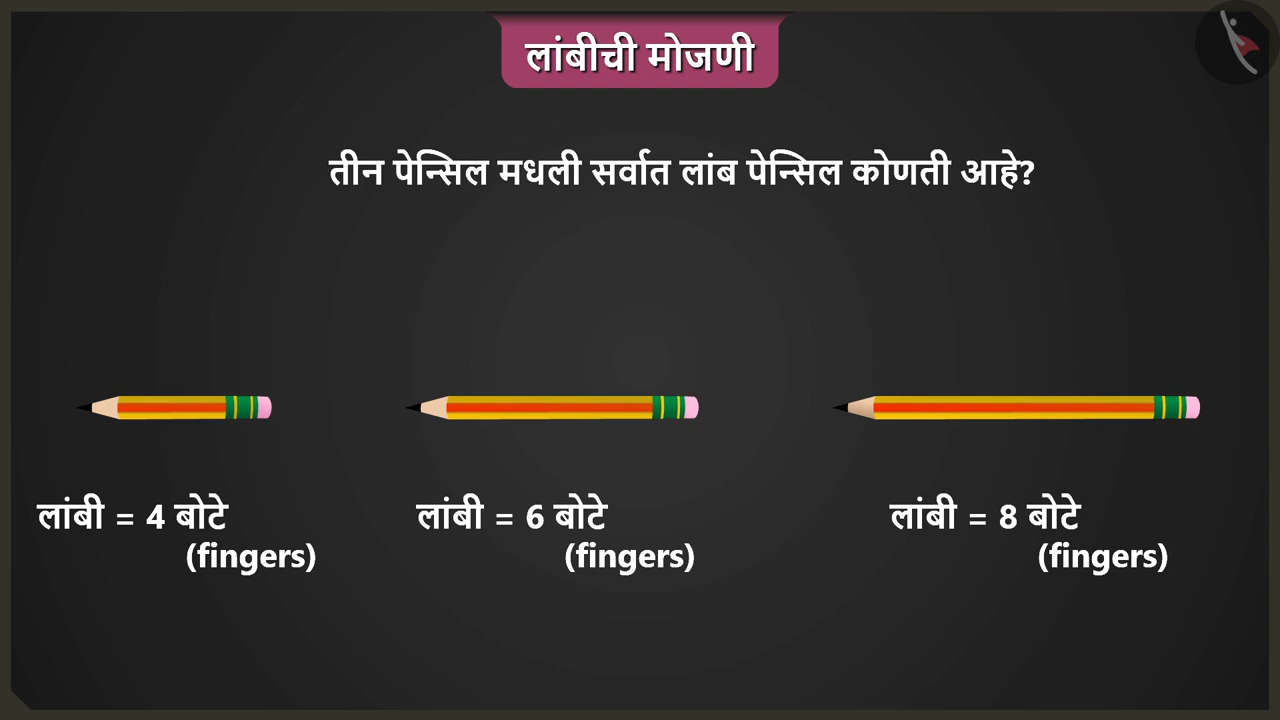 लांबीची मोजणी
तीन पेन्सिल मधली सर्वात लांब पेन्सिल कोणती आहे?
लांबी = 4 बोटे
(fingers)
लांबी = 6 बोटे
(fingers)
लांबी = 8 बोटे
(fingers)